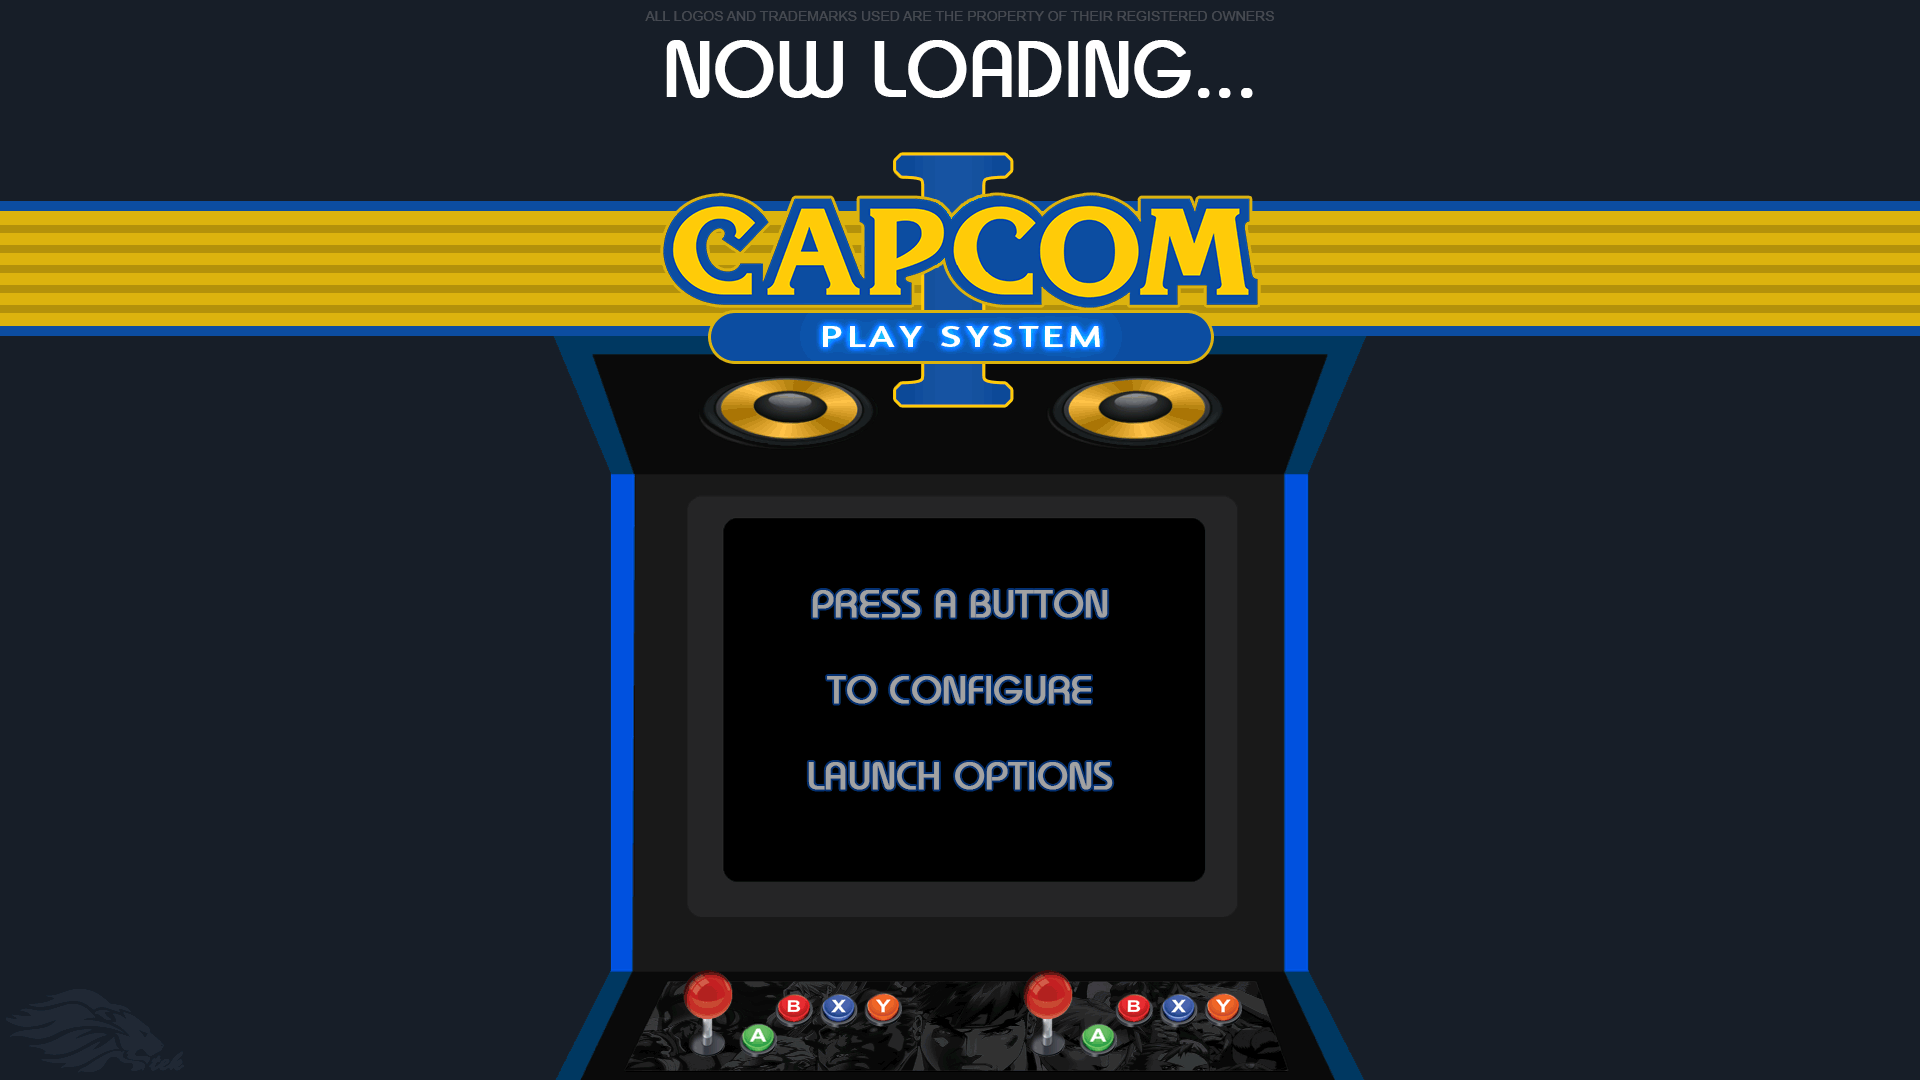 ALL LOGOS AND TRADEMARKS USED ARE THE PROPERTY OF THEIR REGISTERED OWNERS
NOW LOADING...
I
CAPCOM
PLAY SYSTEM
PRESS A BUTTON
TO CONFIGURE
LAUNCH OPTIONS
B X Y B X Y
A A